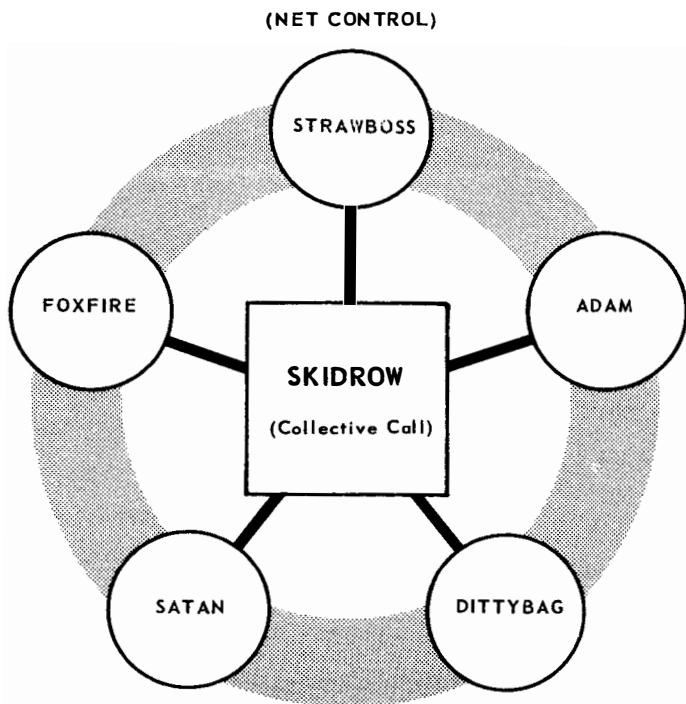 (NET CONTROL)
STRAWBOSS
FOXFIRE
ADAM
SKIDROW
(Collective Call)
SATAN
DITTYBAG